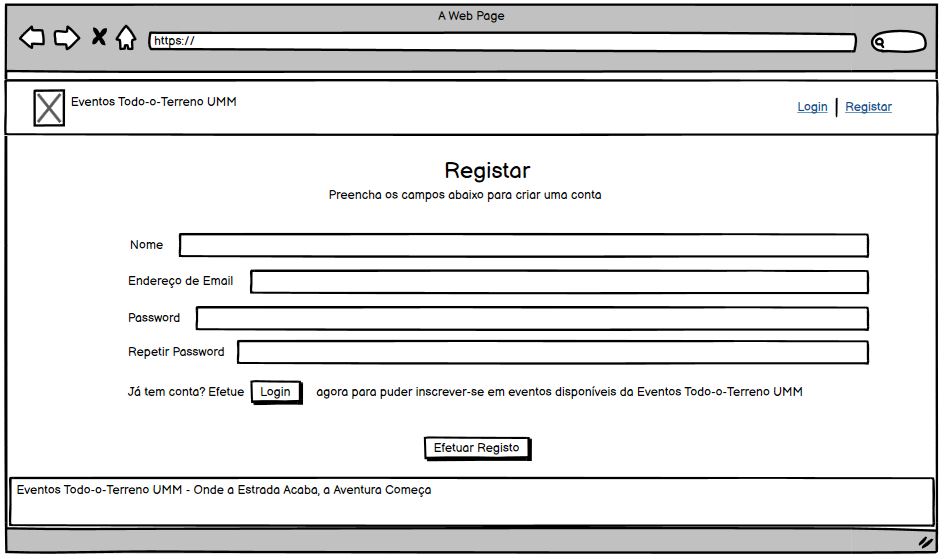 A Web Page
https://
Eventos Todo-o-Terreno UMM
Login
Registar
Registar
Preencha os campos abaixo para criar uma conta
Nome
Endereço de Email
Password
Repetir Password
Já tem conta? Efetue Login agora para puder inscrever-se em eventos disponíveis da Eventos Todo-o-Terreno UMM
Efetuar Registo
Eventos Todo-o-Terreno UMM - Onde a Estrada Acaba, a Aventura Começa